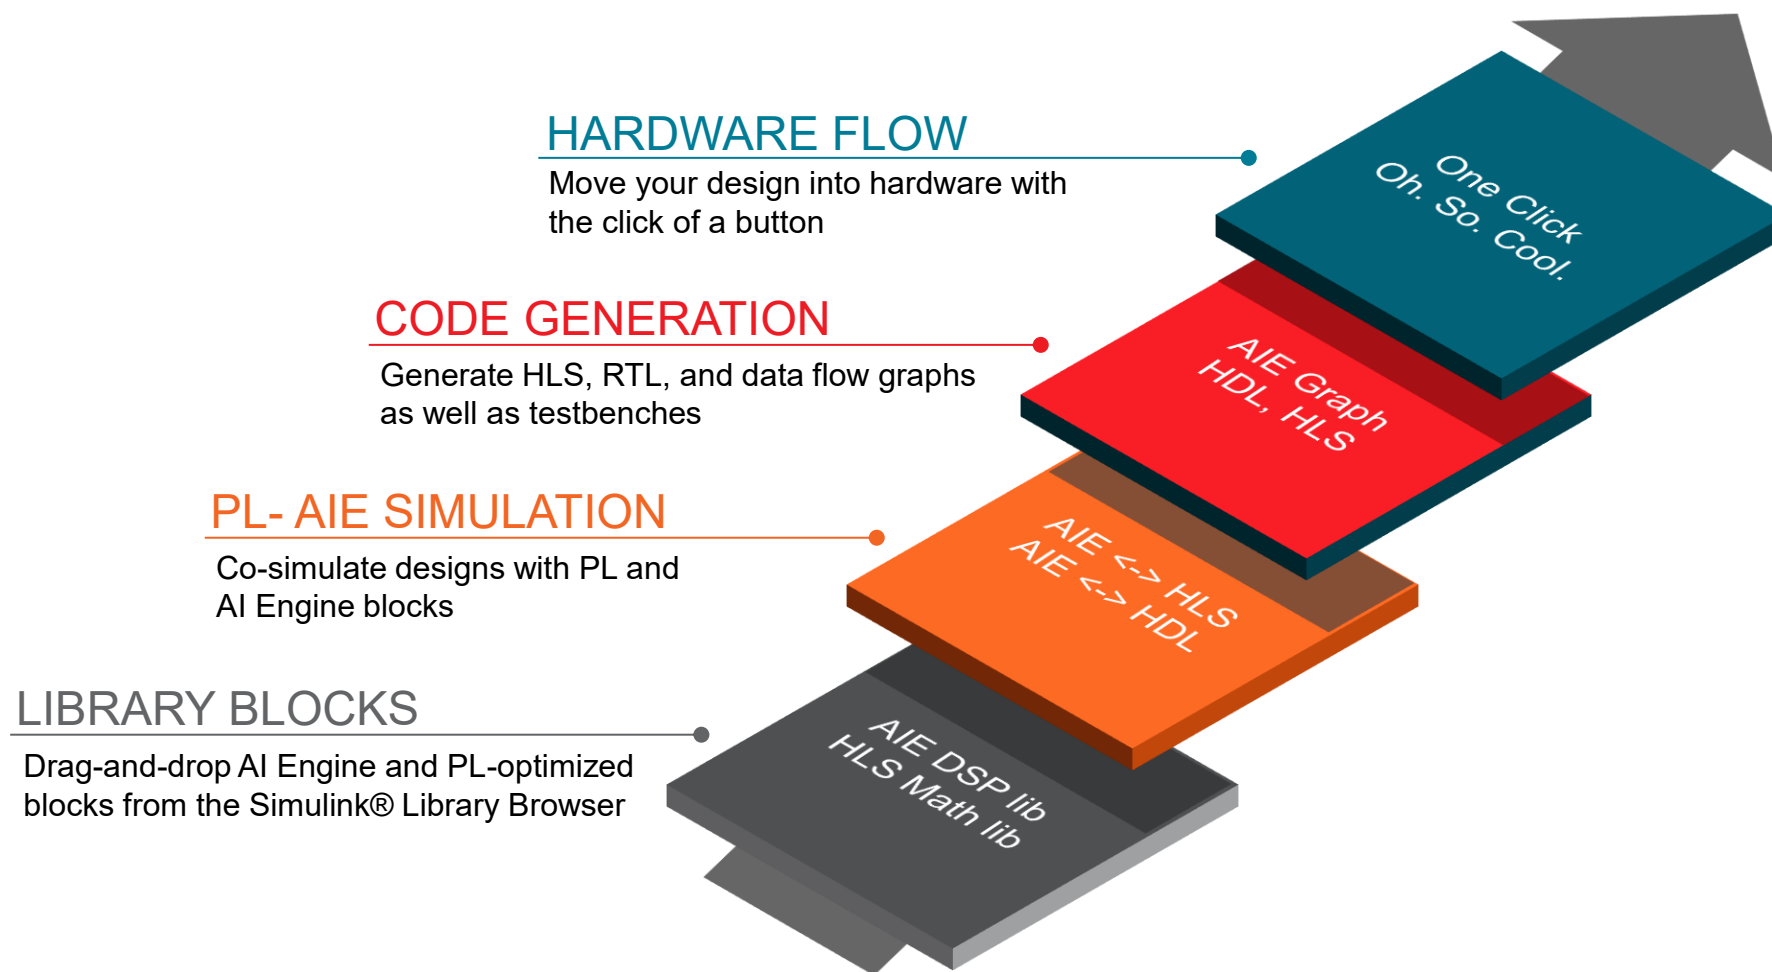 HARDWARE FLOW
Move your design into hardware with
the click of a button
One Click
Oh. So. Cool.
CODE GENERATION
Generate HLS, RTL, and data flow graphs
as well as testbenches
AIE Graph
HDL, HLS
PL- AIE SIMULATION
Co-simulate designs with PL and
AI Engine blocks
AIE <-> HLS
AIE <-> HDL
LIBRARY BLOCKS
Drag-and-drop AI Engine and PL-optimized
blocks from the Simulink® Library Browser
AIE DSP lib
HLS Math lib